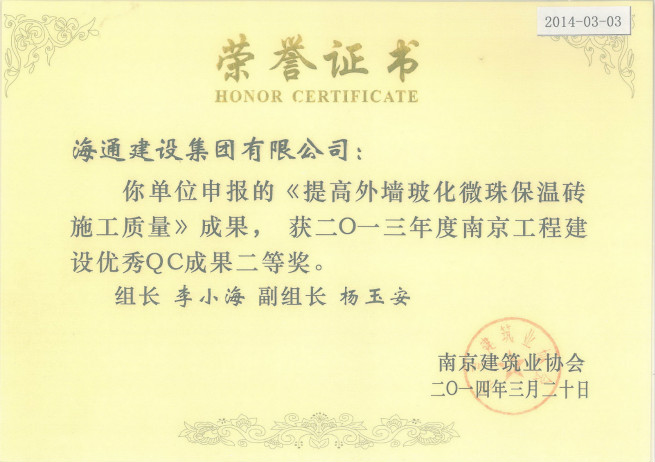 2014-03-03
荣誉证书
HONOR CERTIFICATE
海通建设集团有限公司：
你单位申报的《提高外墙玻化微珠保温砖
施工质量》成果，获二〇一三年度南京工程建
设优秀QC成果二等奖。
组长 李小海 副组长 杨玉安
南京建筑业协会
二〇一四年三月二十日